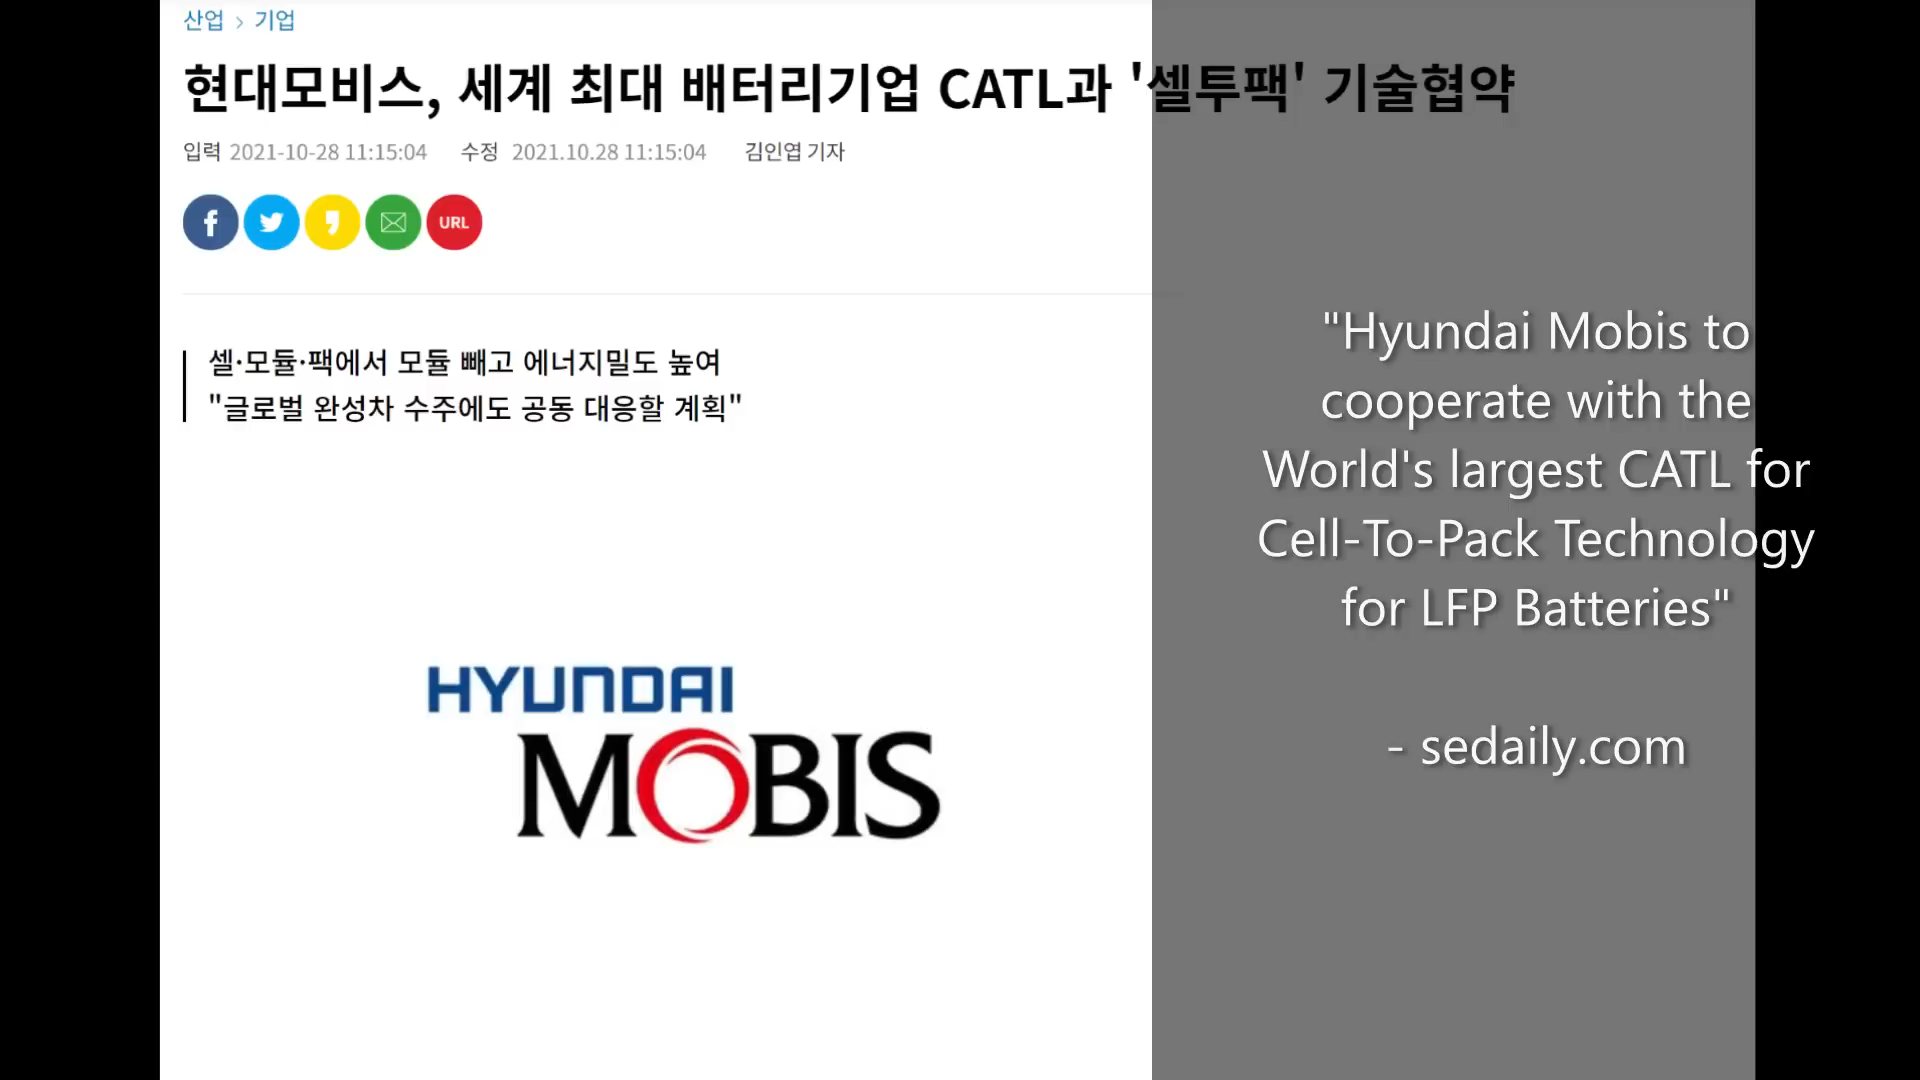 산업 > 기업
현대모비스, 세계 최대 배터리기업 CATL과 '셀투팩' 기술협약
입력 2021-10-28 11:15:04 수정 2021.10.28 11:15:04 김인엽 기자
URL
셀·모듈·팩에서 모듈 빼고 에너지밀도 높여
"글로벌 완성차 수주에도 공동 대응할 계획"
HYUNDAI
MOBIS
"Hyundai Mobis to
cooperate with the
World's largest CATL for
Cell-To-Pack Technology
for LFP Batteries"
- sedaily.com